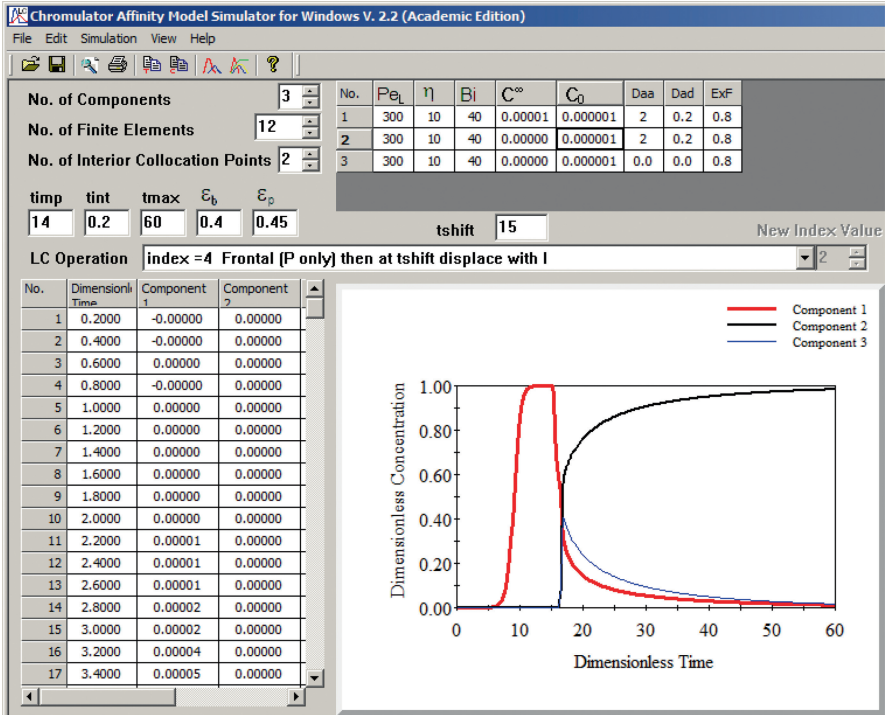 Chromulator Affinity Model Simulator for Windows V. 2.2 (Academic Edition)
File Edit Simulation View Help
No. of Components 3
No. of Finite Elements 12
No. of Interior Collocation Points 2
No. PeL η Bi C∞ C0 Daa Dad ExF
1 300 10 40 0.00001 0.000001 2 0.2 0.8
2 300 10 40 0.00000 0.000001 2 0.2 0.8
3 300 10 40 0.00000 0.000001 0.0 0.0 0.8
timp tint tmax εb εp
14 0.2 60 0.4 0.45
tshift 15
New Index Value
LC Operation index =4 Frontal (P only) then at tshift displace with I 2
No. Dimensionl Time Component 1 Component 2
1 0.2000 -0.00000 0.00000
2 0.4000 -0.00000 0.00000
3 0.6000 0.00000 0.00000
4 0.8000 -0.00000 0.00000
5 1.0000 0.00000 0.00000
6 1.2000 0.00000 0.00000
7 1.4000 0.00000 0.00000
8 1.6000 0.00000 0.00000
9 1.8000 0.00000 0.00000
10 2.0000 0.00000 0.00000
11 2.2000 0.00001 0.00000
12 2.4000 0.00001 0.00000
13 2.6000 0.00001 0.00000
14 2.8000 0.00002 0.00000
15 3.0000 0.00002 0.00000
16 3.2000 0.00004 0.00000
17 3.4000 0.00005 0.00000
Component 1
Component 2
Component 3
Dimensionless Concentration
1.00
0.80
0.60
0.40
0.20
0.00
0 10 20 30 40 50 60
Dimensionless Time